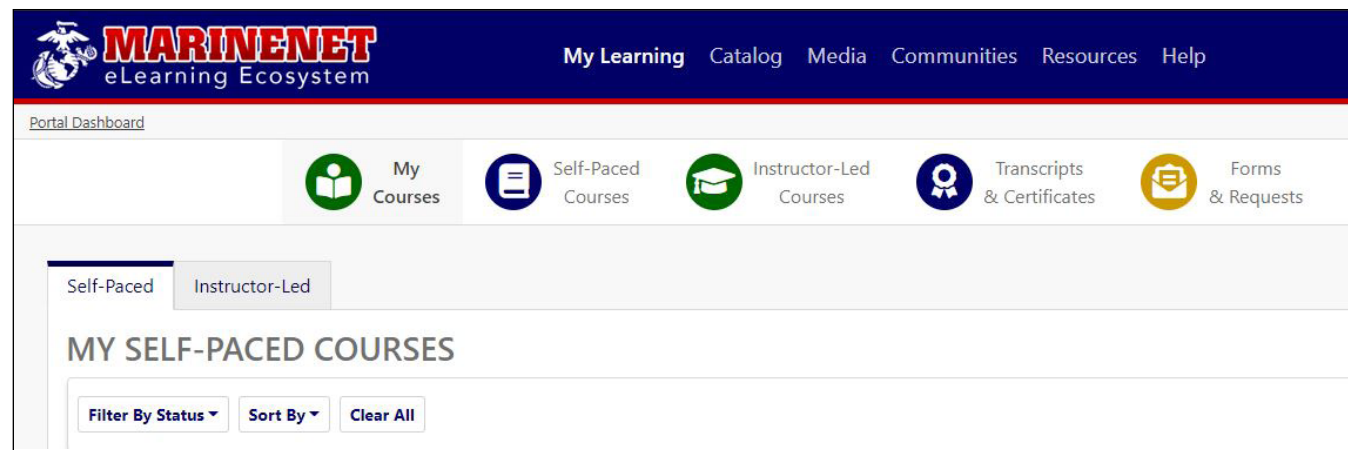 MARINENET
eLearning Ecosystem
My Learning Catalog Media Communities Resources Help
Portal Dashboard
My
Courses
Self-Paced
Courses
Instructor-Led
Courses
Transcripts
& Certificates
Forms
& Requests
Self-Paced Instructor-Led
MY SELF-PACED COURSES
Filter By Status Sort By Clear All